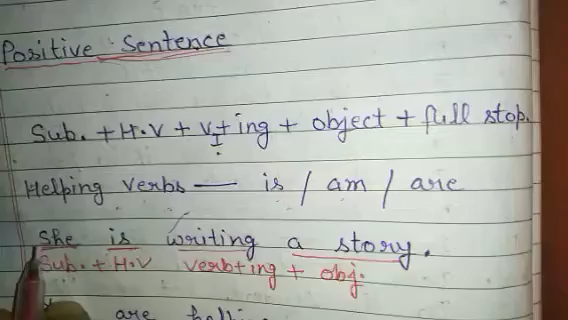 Positive Sentence
Sub. + H.V + V+ing + object + full stop.
I
Helping verbs — is / am / are
She is writing a story.
Sub. + H.V verb+ing + obj.
are